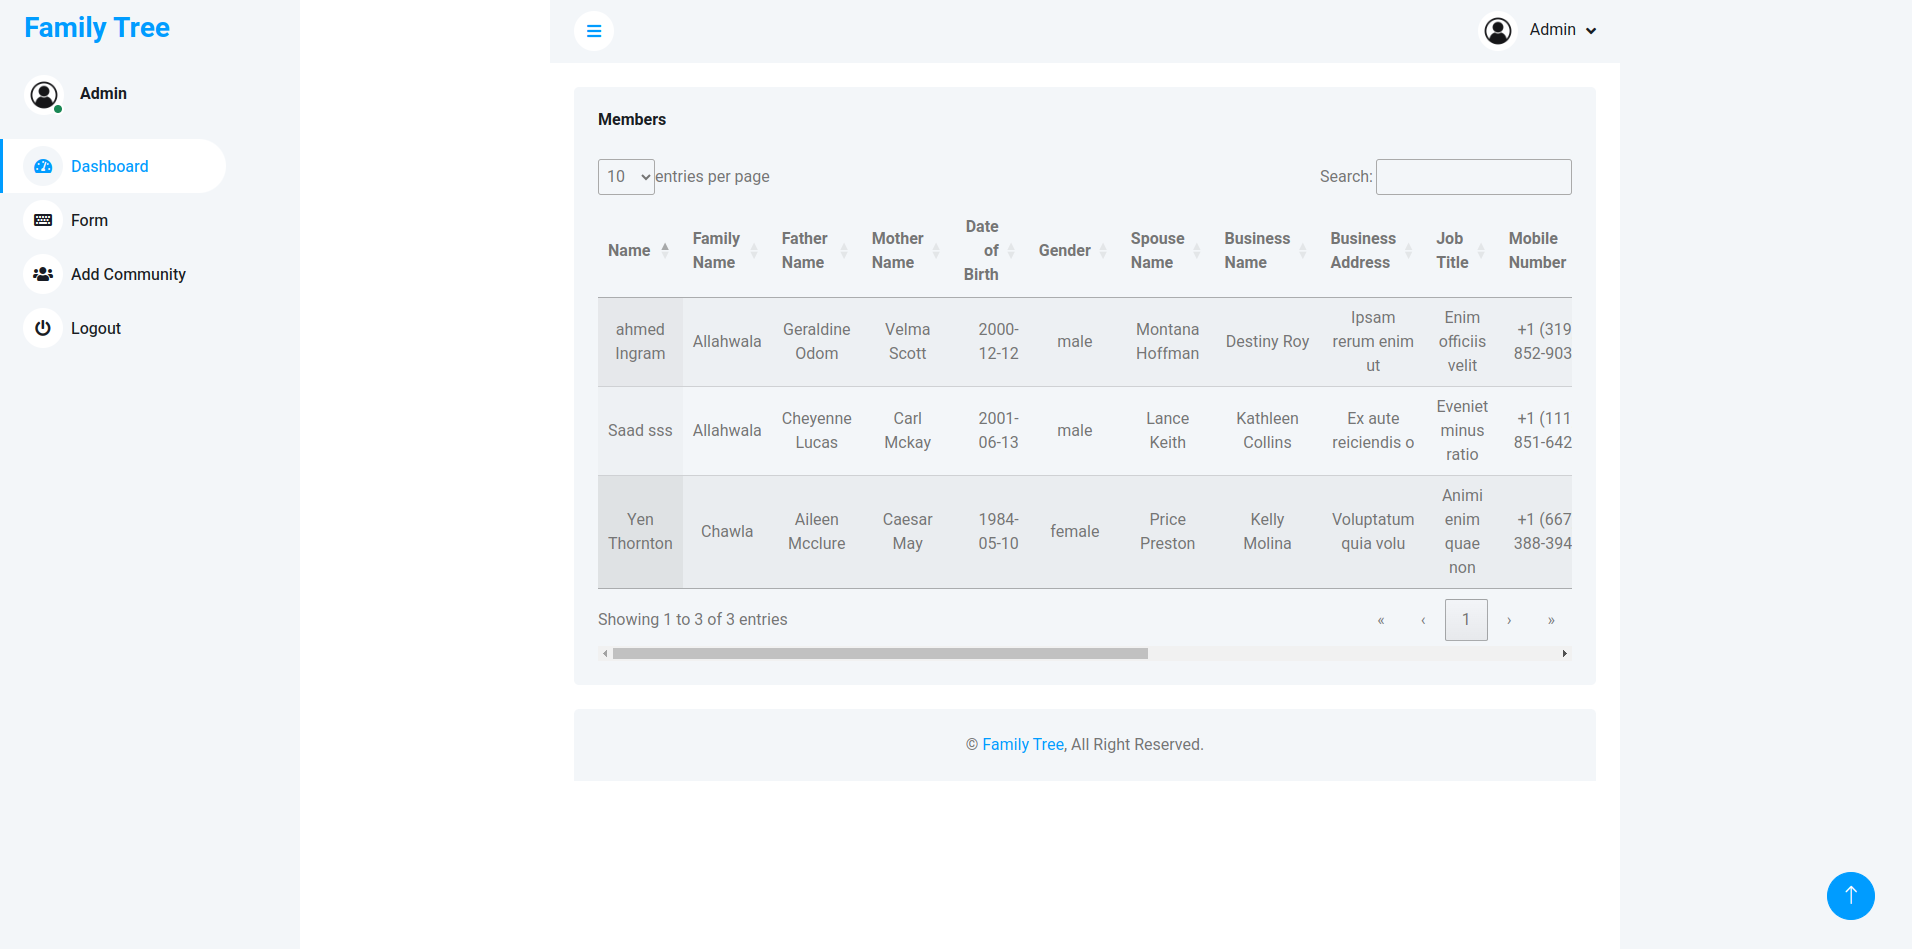 Family Tree
Admin
Admin
Dashboard
Form
Add Community
Logout
Members
10 entries per page
Search:
Name Family Name Father Name Mother Name Date of Birth Gender Spouse Name Business Name Business Address Job Title Mobile Number
ahmed Ingram Allahwala Geraldine Odom Velma Scott 2000-12-12 male Montana Hoffman Destiny Roy Ipsam rerum enim ut Enim officiis velit +1 (319 852-903
Saad sss Allahwala Cheyenne Lucas Carl Mckay 2001-06-13 male Lance Keith Kathleen Collins Ex aute reiciendis o Eveniet minus ratio +1 (111 851-642
Yen Thornton Chawla Aileen Mcclure Caesar May 1984-05-10 female Price Preston Kelly Molina Voluptatum quia volu Animi enim quae non +1 (667 388-394
Showing 1 to 3 of 3 entries
« ‹ 1 › »
© Family Tree, All Right Reserved.